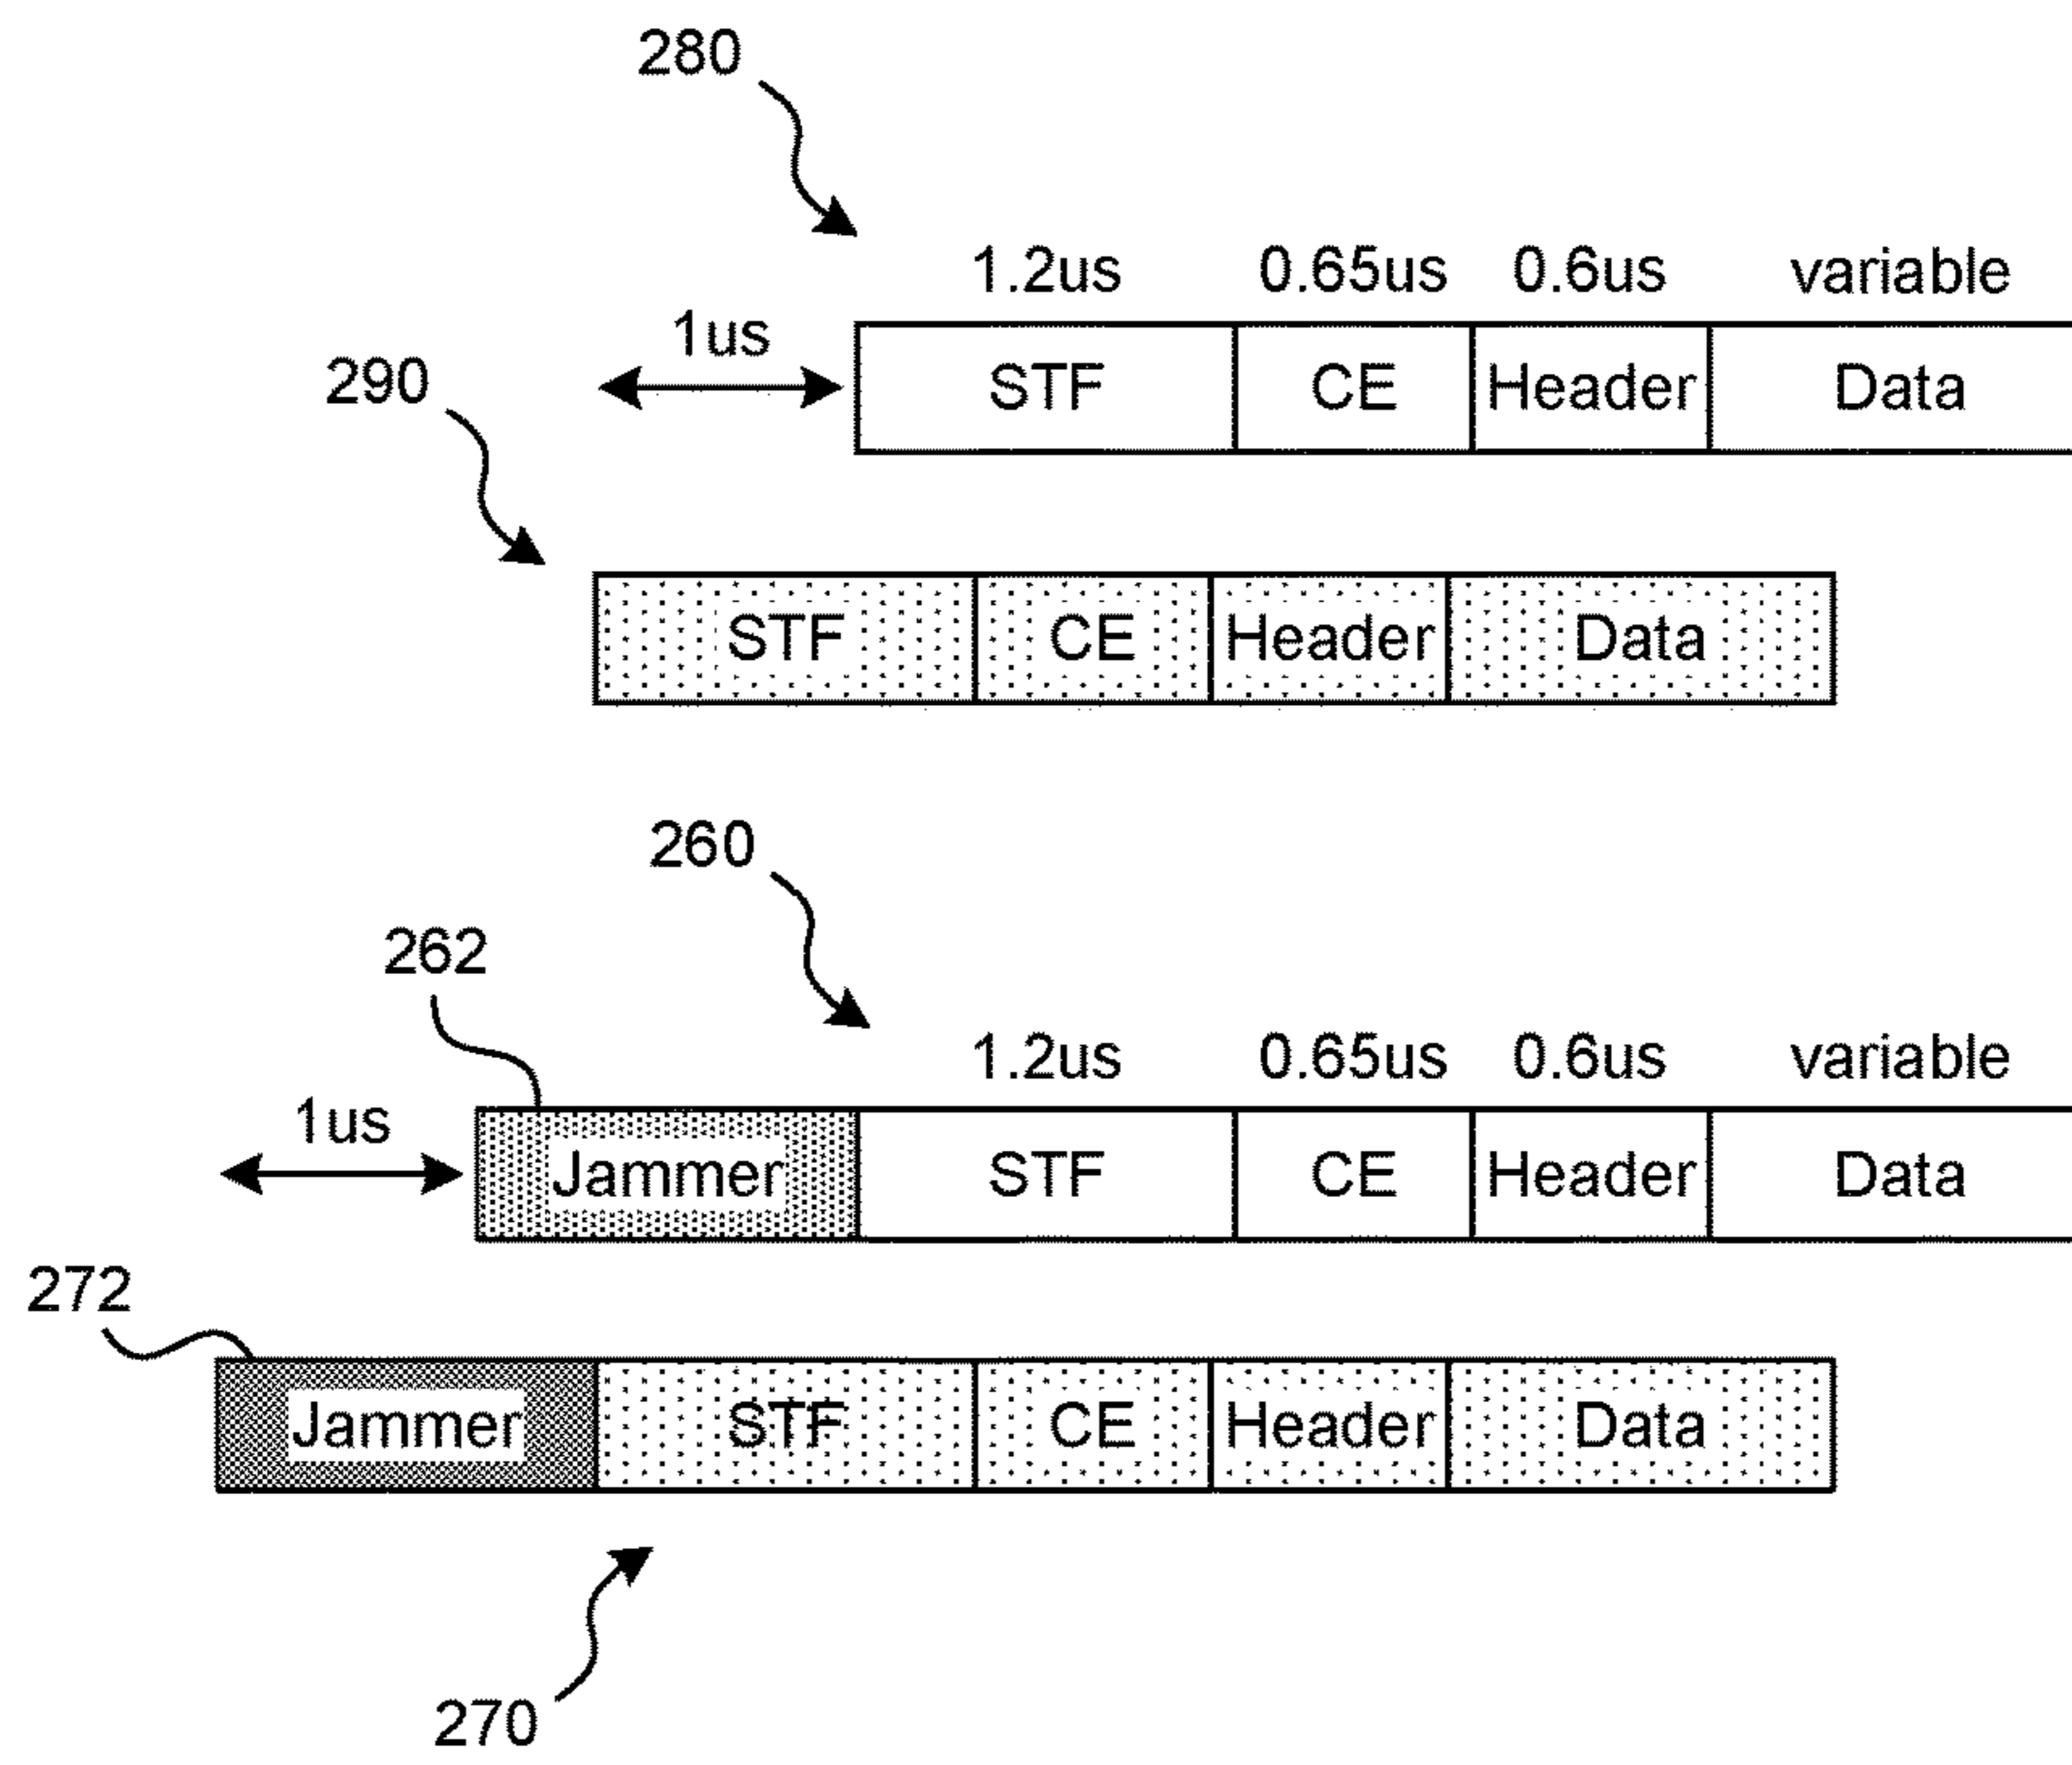 280
1.2us 0.65us 0.6us variable
1us
290
STF CE Header Data
STF CE Header Data
260
262
1.2us 0.65us 0.6us variable
1us
Jammer STF CE Header Data
272
Jammer STF CE Header Data
270